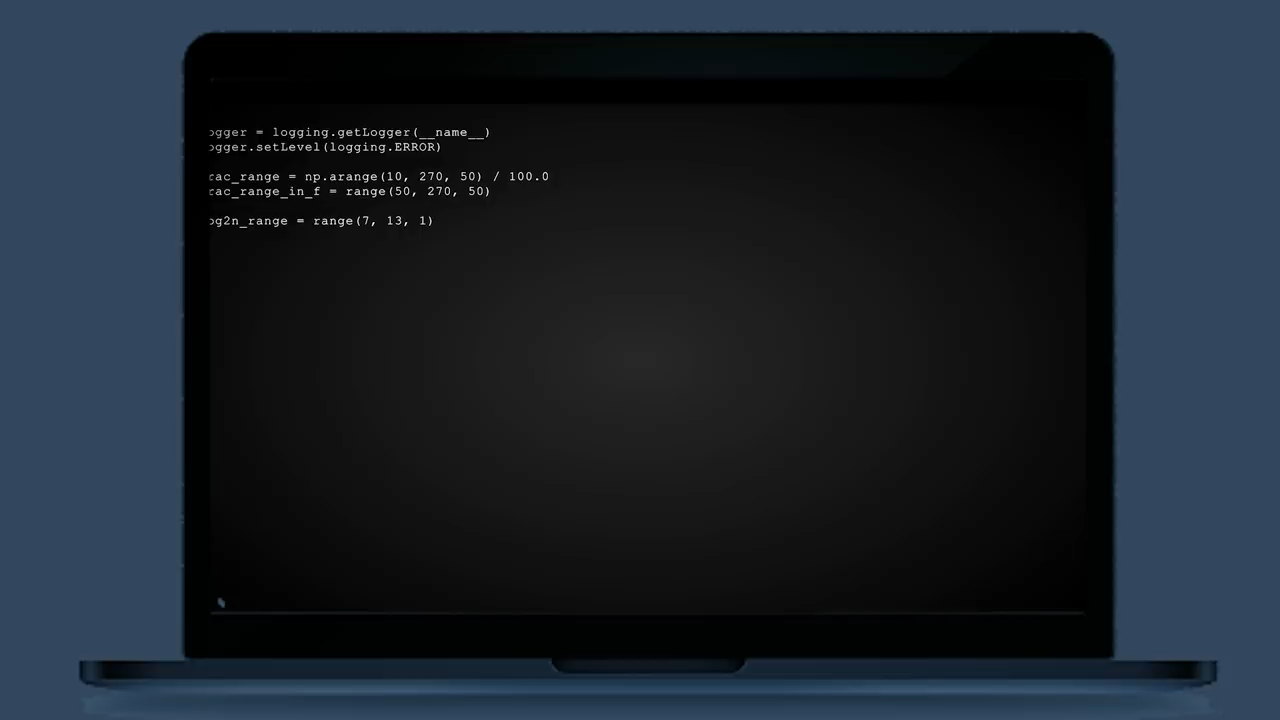 ogger = logging.getLogger(__name__)
ogger.setLevel(logging.ERROR)
rac_range = np.arange(10, 270, 50) / 100.0
rac_range_in_f = range(50, 270, 50)
og2n_range = range(7, 13, 1)